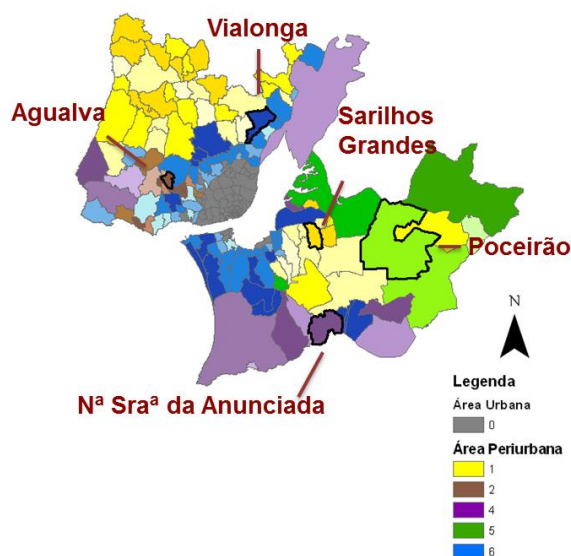 Vialonga
Agualva
Sarilhos
Grandes
Poceirão
Nª Sraª da Anunciada
N
Legenda
Área Urbana
0
Área Periurbana
1
2
4
5
6